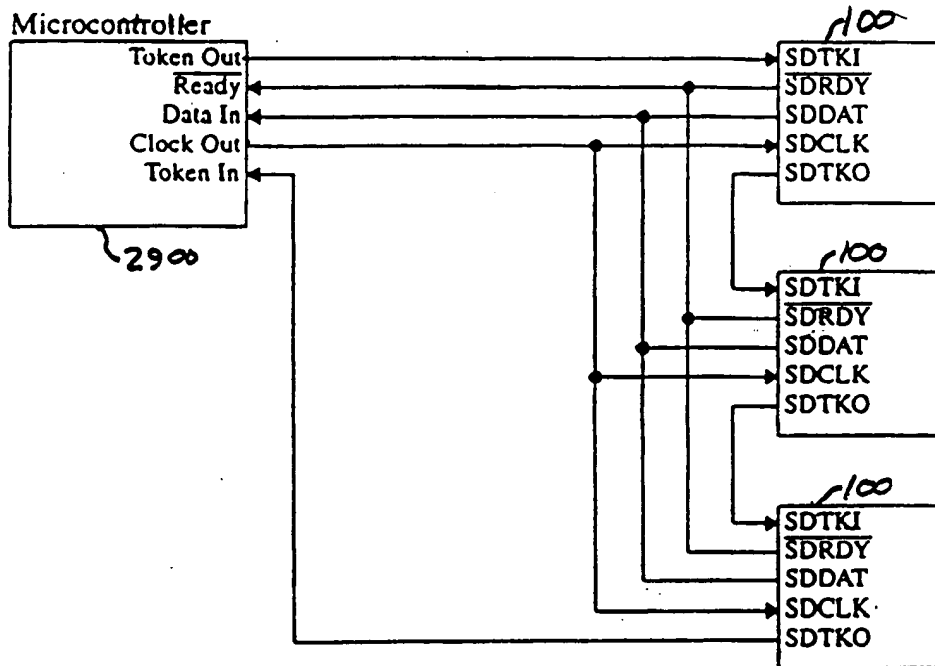 Microcontroller
Token Out
Ready
Data In
Clock Out
Token In
2900
100
SDTKI
SDRDY
SDDAT
SDCLK
SDTKO
100
SDTKI
SDRDY
SDDAT
SDCLK
SDTKO
100
SDTKI
SDRDY
SDDAT
SDCLK
SDTKO